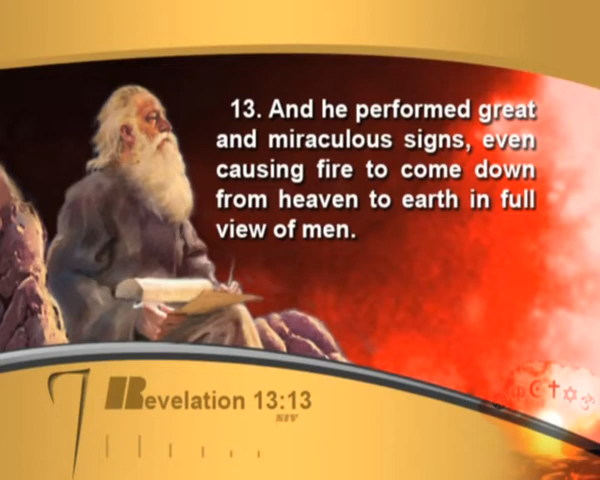 13. And he performed great
and miraculous signs, even
causing fire to come down
from heaven to earth in full
view of men.
Revelation 13:13
NIV